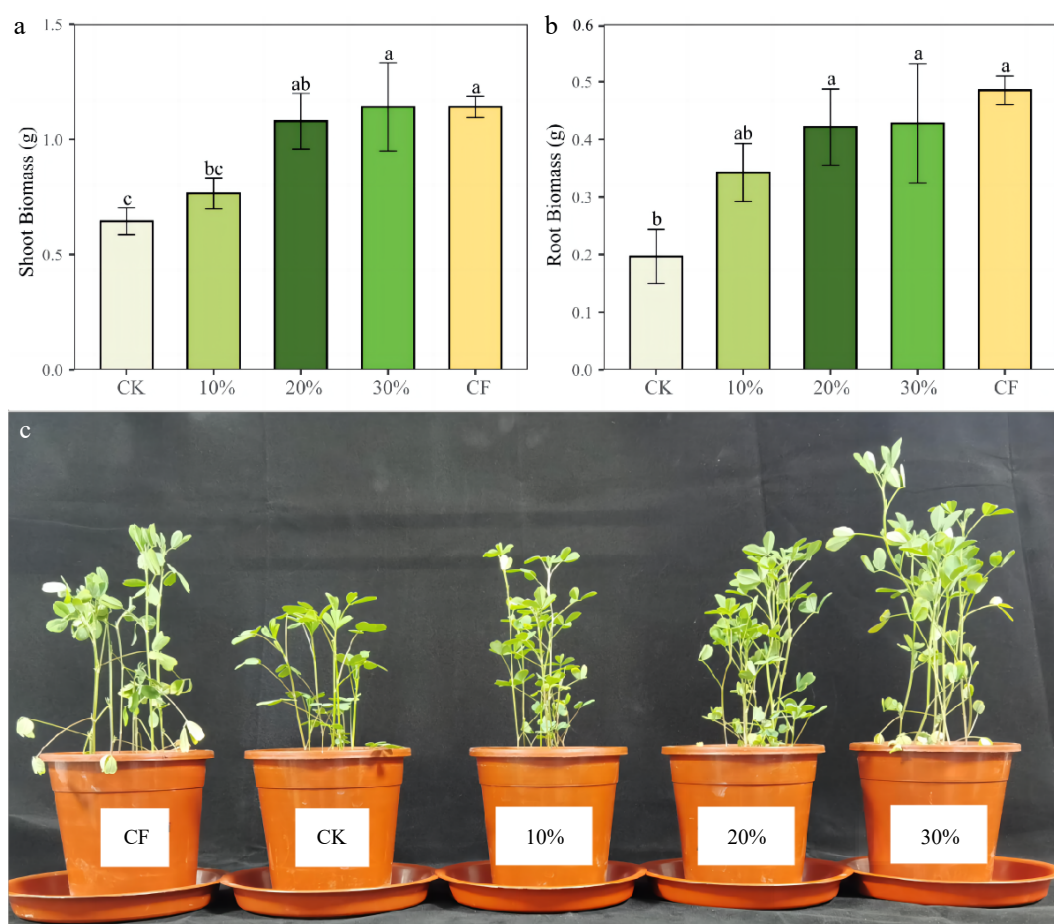 a
Shoot Biomass (g)
1.5
1.0
0.5
0.0
c
bc
ab
a
a
CK 10% 20% 30% CF
b
Root Biomass (g)
0.6
0.5
0.4
0.3
0.2
0.1
0.0
b
ab
a
a
a
CK 10% 20% 30% CF
c
CF CK 10% 20% 30%